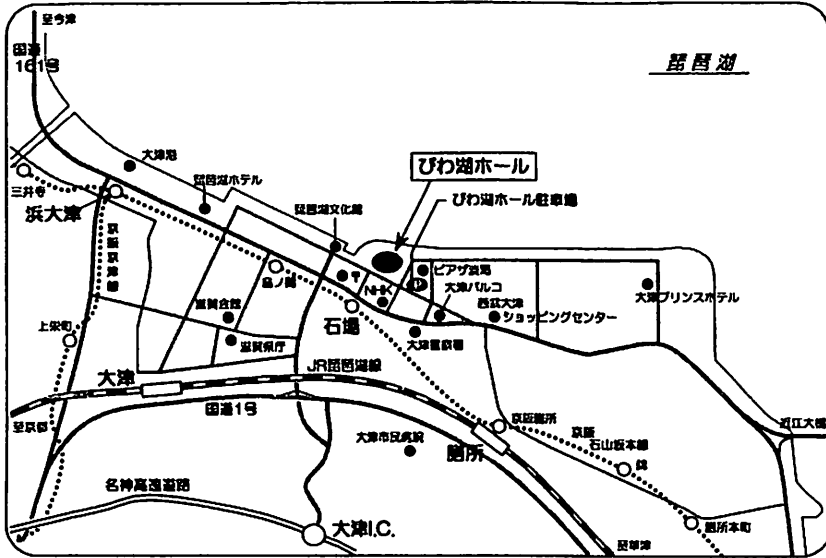 至今津
国道
161号
琵琶湖
大津港
びわ湖ホール
三井寺
琵琶湖ホテル
びわ湖ホール駐車場
浜大津
琵琶湖文化館
京阪京津線
ピアザ淡海
〒
P
島ノ関
NHK
大津パルコ
大津プリンスホテル
滋賀会館
西武大津
ショッピングセンター
石場
上栄町
滋賀県庁
大津警察署
JR琵琶湖線
大津
国道1号
至京都
京阪膳所
京阪
石山坂本線
近江大橋
大津市民病院
膳所
錦
名神高速道路
大津I.C.
膳所本町
至草津